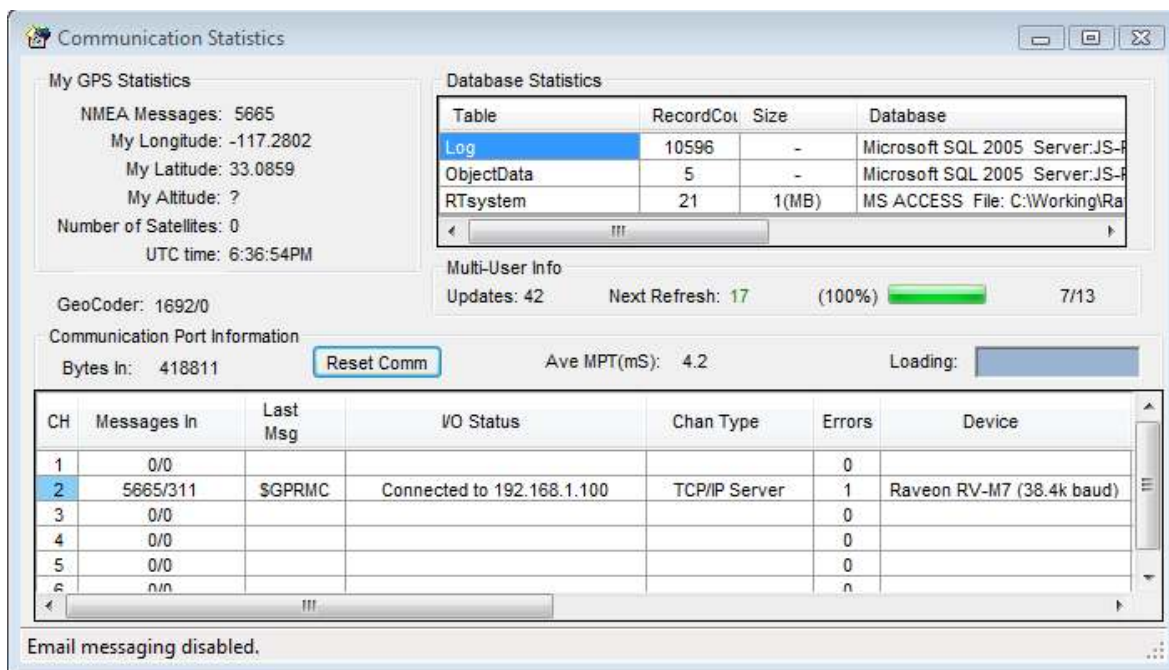 Communication Statistics
My GPS Statistics
NMEA Messages: 5665
My Longitude: -117.2802
My Latitude: 33.0859
My Altitude: ?
Number of Satellites: 0
UTC time: 6:36:54PM
GeoCoder: 1692/0
Database Statistics
Table RecordCou Size Database
Log 10596 - Microsoft SQL 2005 Server:JS-
ObjectData 5 - Microsoft SQL 2005 Server:JS-
RTsystem 21 1(MB) MS ACCESS File: C:\Working\Ra
Multi-User Info
Updates: 42 Next Refresh: 17 (100%) 7/13
Communication Port Information
Bytes In: 418811 Reset Comm Ave MPT(mS): 4.2 Loading:
CH Messages In Last Msg I/O Status Chan Type Errors Device
1 0/0 0
2 5665/311 $GPRMC Connected to 192.168.1.100 TCP/IP Server 1 Raveon RV-M7 (38.4k baud)
3 0/0 0
4 0/0 0
5 0/0 0
6 0/0 0
Email messaging disabled.